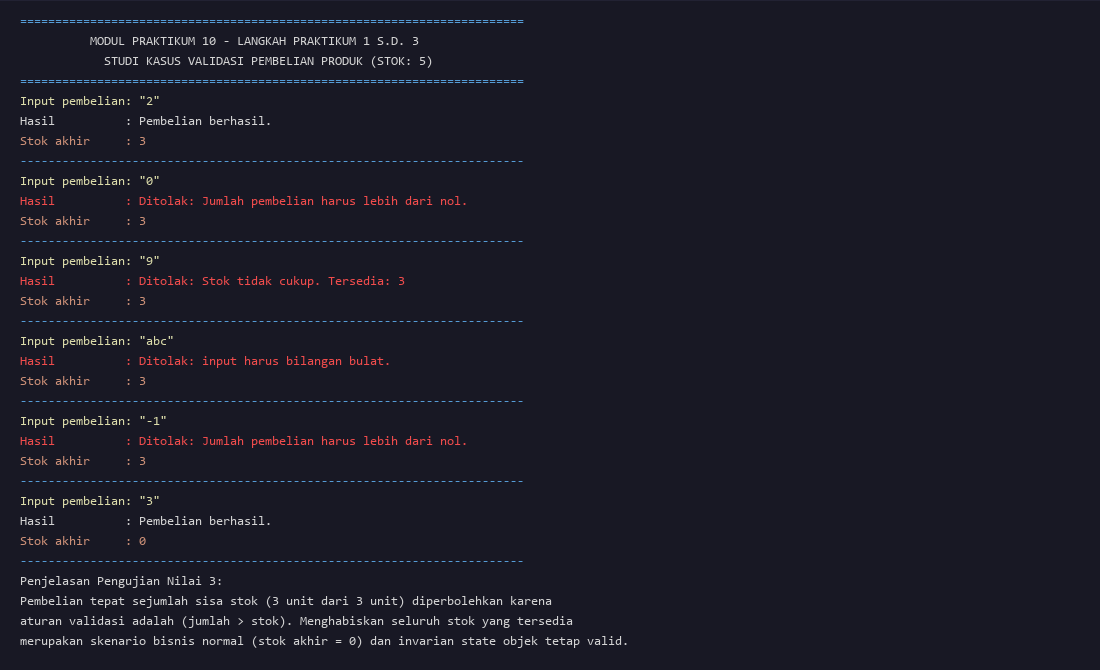 ========================================================================
MODUL PRAKTIKUM 10 - LANGKAH PRAKTIKUM 1 S.D. 3
STUDI KASUS VALIDASI PEMBELIAN PRODUK (STOK: 5)
========================================================================
Input pembelian: "2"
Hasil          : Pembelian berhasil.
Stok akhir     : 3
------------------------------------------------------------------------
Input pembelian: "0"
Hasil          : Ditolak: Jumlah pembelian harus lebih dari nol.
Stok akhir     : 3
------------------------------------------------------------------------
Input pembelian: "9"
Hasil          : Ditolak: Stok tidak cukup. Tersedia: 3
Stok akhir     : 3
------------------------------------------------------------------------
Input pembelian: "abc"
Hasil          : Ditolak: input harus bilangan bulat.
Stok akhir     : 3
------------------------------------------------------------------------
Input pembelian: "-1"
Hasil          : Ditolak: Jumlah pembelian harus lebih dari nol.
Stok akhir     : 3
------------------------------------------------------------------------
Input pembelian: "3"
Hasil          : Pembelian berhasil.
Stok akhir     : 0
------------------------------------------------------------------------
Penjelasan Pengujian Nilai 3:
Pembelian tepat sejumlah sisa stok (3 unit dari 3 unit) diperbolehkan karena
aturan validasi adalah (jumlah > stok). Menghabiskan seluruh stok yang tersedia
merupakan skenario bisnis normal (stok akhir = 0) dan invarian state objek tetap valid.